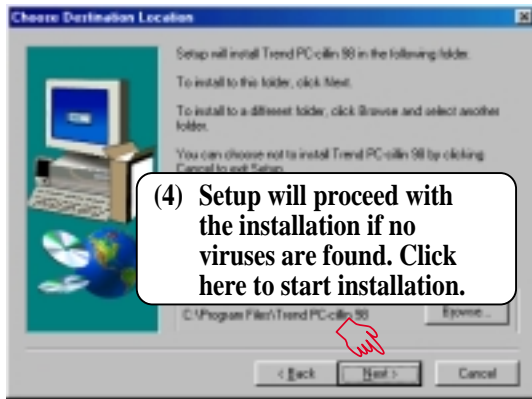 Choose Destination Location
Setup will install Trend PC-cillin 98 in the following folder.
To install to this folder, click Next.
To install to a different folder, click Browse and select another
folder.
You can choose not to install Trend PC-cillin 98 by clicking
Cancel to exit Setup.
(4) Setup will proceed with
the installation if no
viruses are found. Click
here to start installation.
C:\Program Files\Trend PC-cillin 98
Browse...
< Back
Next >
Cancel